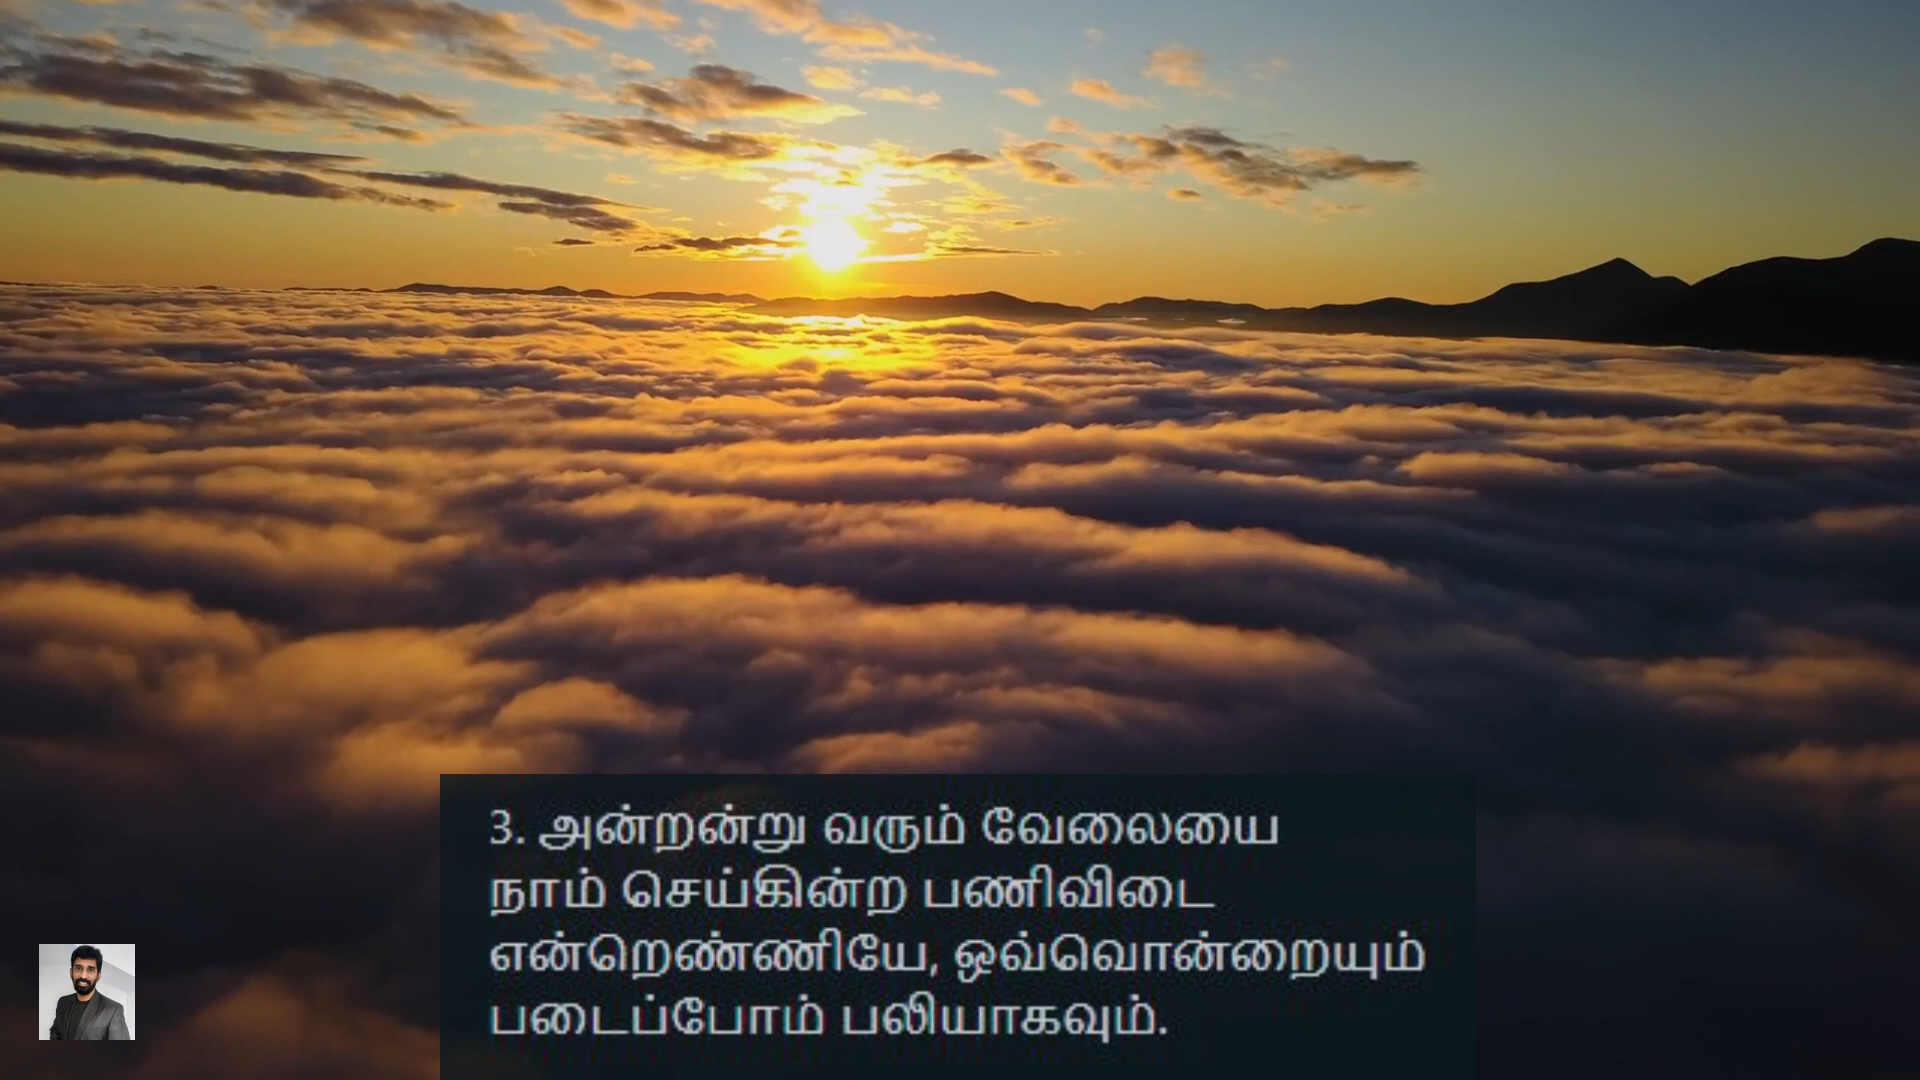 3. அன்றன்று வரும் வேலையை
நாம் செய்கின்ற பணிவிடை
என்றெண்ணியே, ஒவ்வொன்றையும்
படைப்போம் பலியாகவும்.